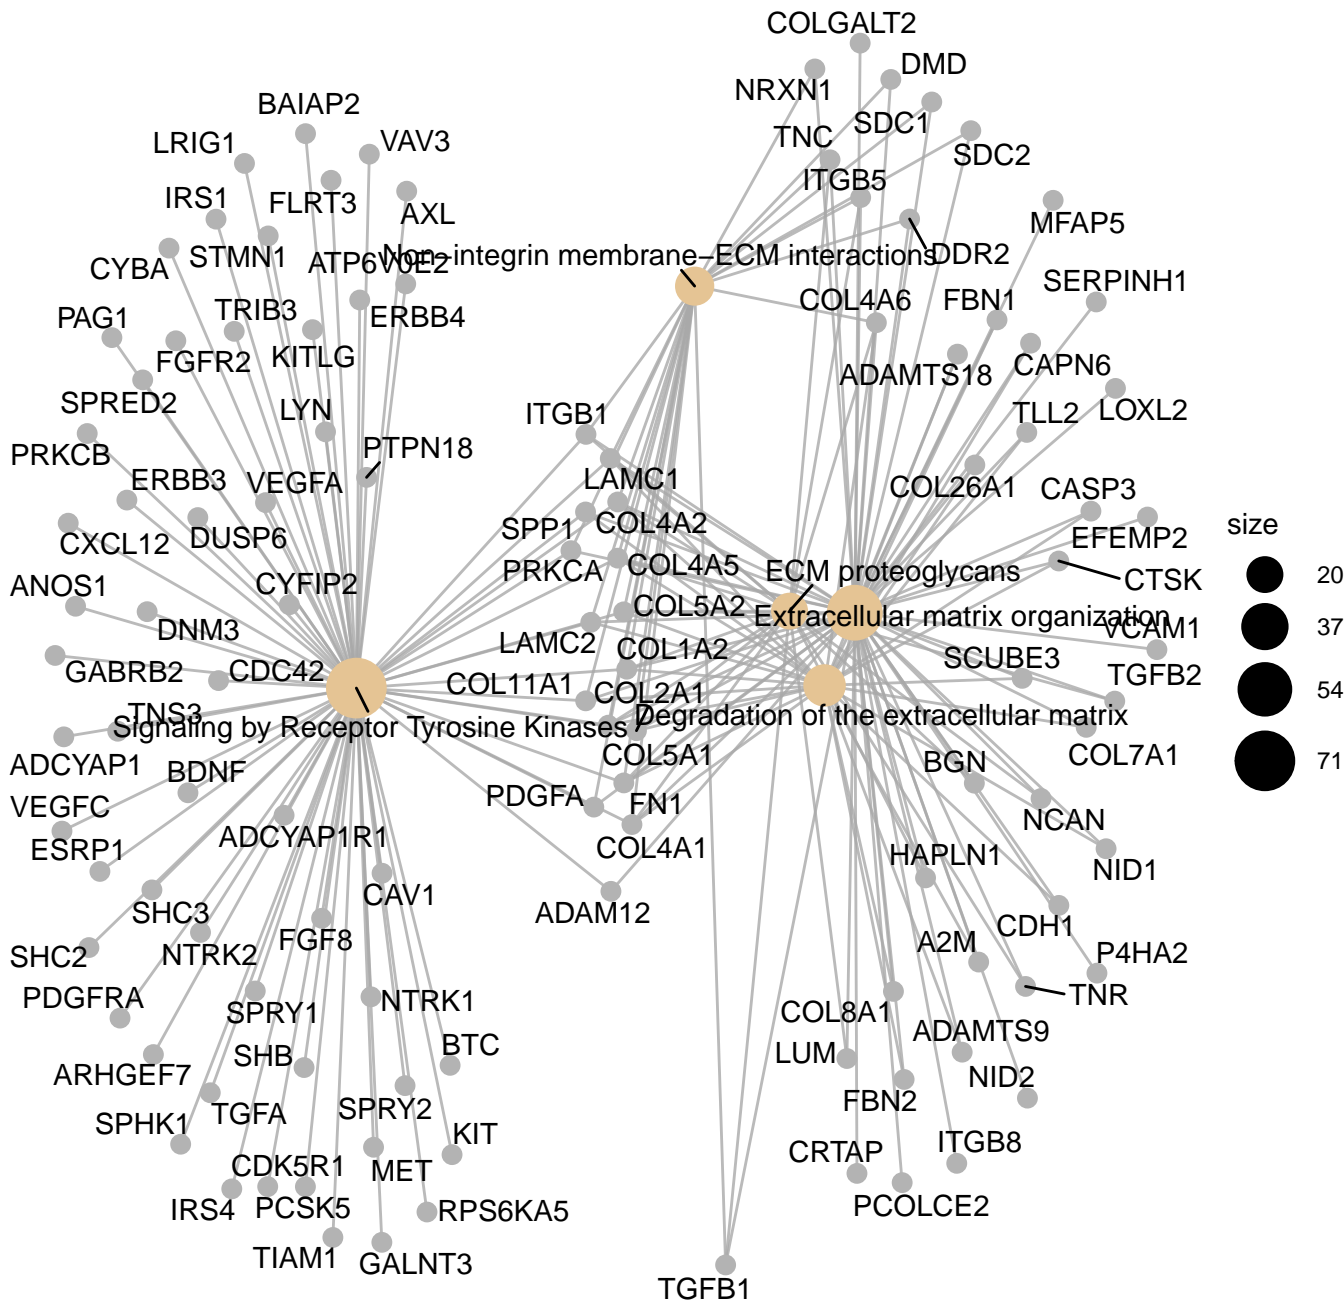 COLGALT2
DMD
NRXN1
BAIAP2
SDC1
TNC
LRIG1
VAV3
SDC2
ITGB5
IRS1
FLRT3
AXL
MFAP5
STMN1
ATP6V0E2
Non−integrin membrane−ECM interactions
DDR2
CYBA
SERPINH1
COL4A6
FBN1
TRIB3
ERBB4
PAG1
FGFR2
KITLG
ADAMTS18
CAPN6
SPRED2
LYN
ITGB1
TLL2
LOXL2
PTPN18
PRKCB
ERBB3
VEGFA
LAMC1
COL26A1
CASP3
SPP1
COL4A2
size
CXCL12
DUSP6
EFEMP2
PRKCA
COL4A5
ECM proteoglycans
CTSK
20
ANOS1
CYFIP2
COL5A2
Extracellular matrix organization
DNM3
VCAM1
37
LAMC2
COL1A2
SCUBE3
GABRB2
CDC42
TGFB2
COL11A1
COL2A1
54
TNS3
Signaling by Receptor Tyrosine Kinases
Degradation of the extracellular matrix
COL5A1
COL7A1
ADCYAP1
BDNF
BGN
71
VEGFC
PDGFA
FN1
NCAN
ESRP1
ADCYAP1R1
COL4A1
HAPLN1
NID1
CAV1
SHC3
ADAM12
CDH1
SHC2
NTRK2
FGF8
A2M
P4HA2
PDGFRA
SPRY1
NTRK1
COL8A1
TNR
ARHGEF7
SHB
BTC
LUM
ADAMTS9
NID2
SPHK1
TGFA
SPRY2
FBN2
KIT
ITGB8
CDK5R1
MET
CRTAP
IRS4
PCSK5
RPS6KA5
PCOLCE2
TIAM1
GALNT3
TGFB1